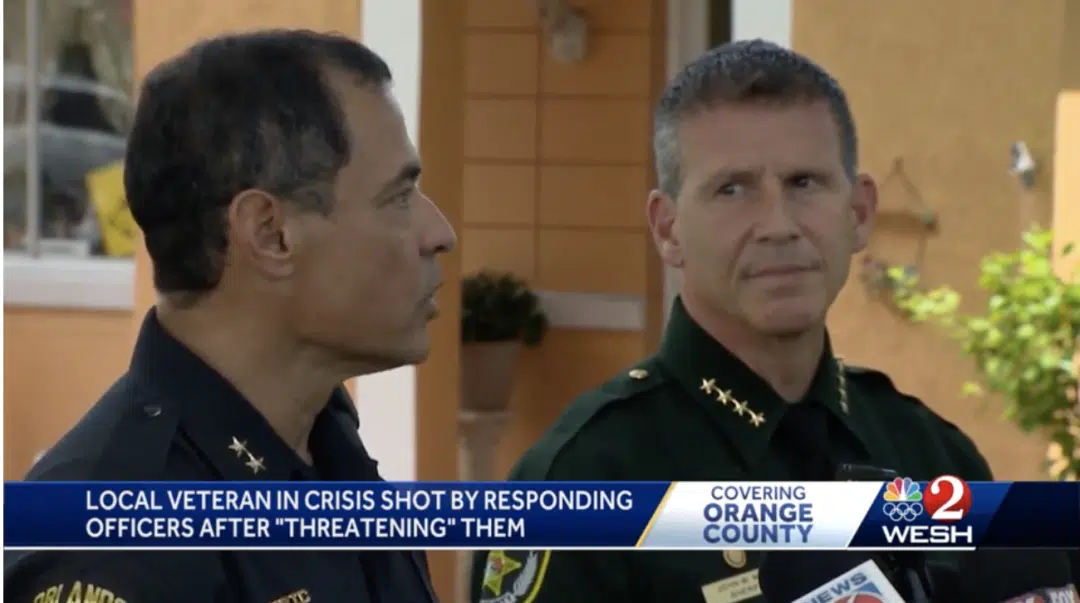 LOCAL VETERAN IN CRISIS SHOT BY RESPONDING
OFFICERS AFTER "THREATENING" THEM
COVERING
ORANGE
COUNTY
2
WESH
NEWS